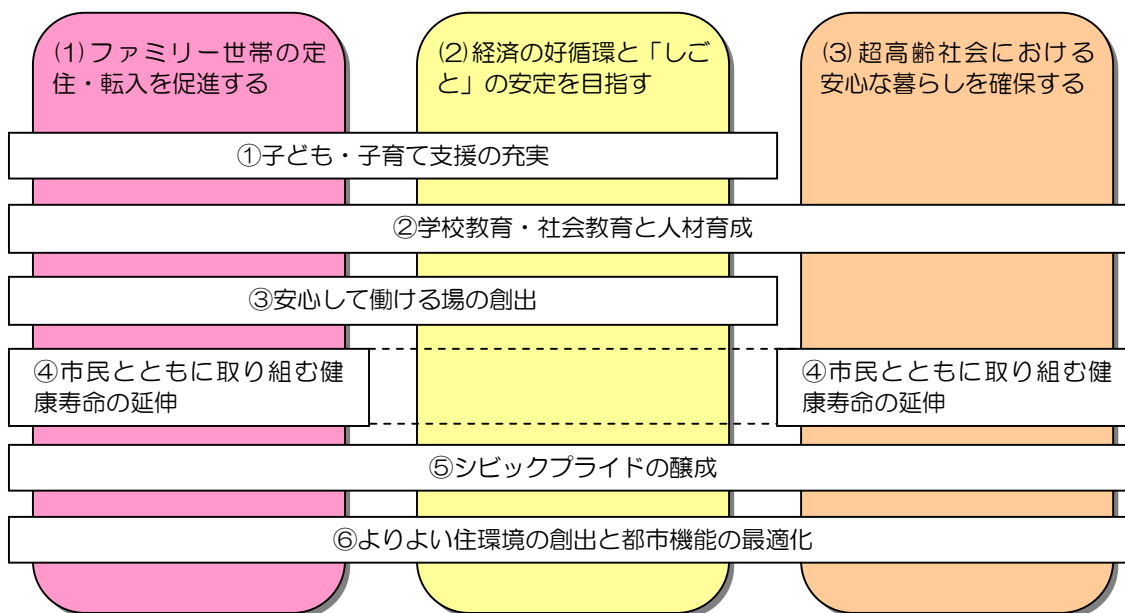 (1)ファミリー世帯の定
住・転入を促進する
(2)経済の好循環と「しご
と」の安定を目指す
(3)超高齢社会における
安心な暮らしを確保する
①子ども・子育て支援の充実
②学校教育・社会教育と人材育成
③安心して働ける場の創出
④市民とともに取り組む健
康寿命の延伸
④市民とともに取り組む健
康寿命の延伸
⑤シビックプライドの醸成
⑥よりよい住環境の創出と都市機能の最適化